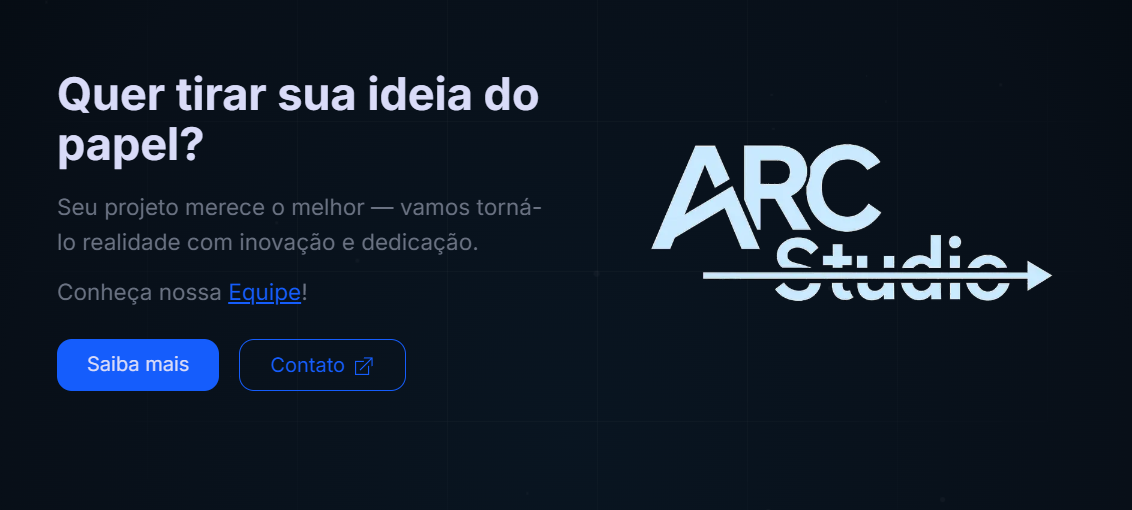 Quer tirar sua ideia do
papel?
Seu projeto merece o melhor — vamos torná-
lo realidade com inovação e dedicação.
Conheça nossa Equipe!
Saiba mais
Contato
ARC
Studio